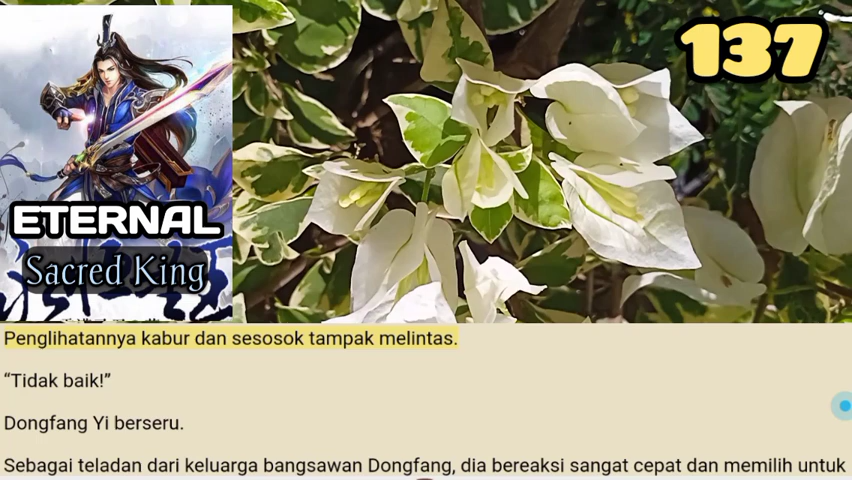 137
ETERNAL
Sacred King
Penglihatannya kabur dan sesosok tampak melintas.
“Tidak baik!”
Dongfang Yi berseru.
Sebagai teladan dari keluarga bangsawan Dongfang, dia bereaksi sangat cepat dan memilih untuk